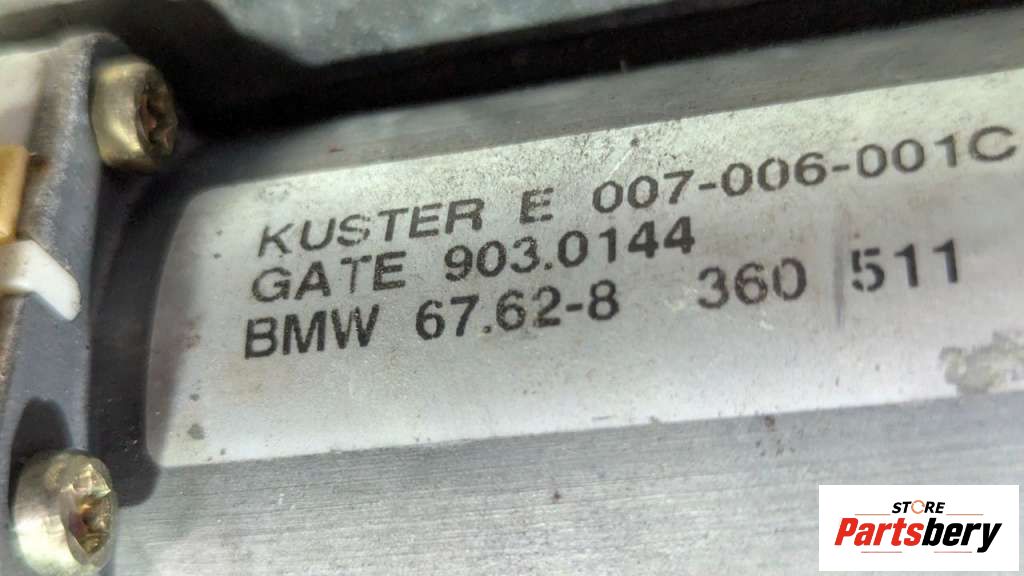 KUSTER E 007-006-001C
GATE 903.0144
BMW 67.62-8 360 511
STORE
Partsbery